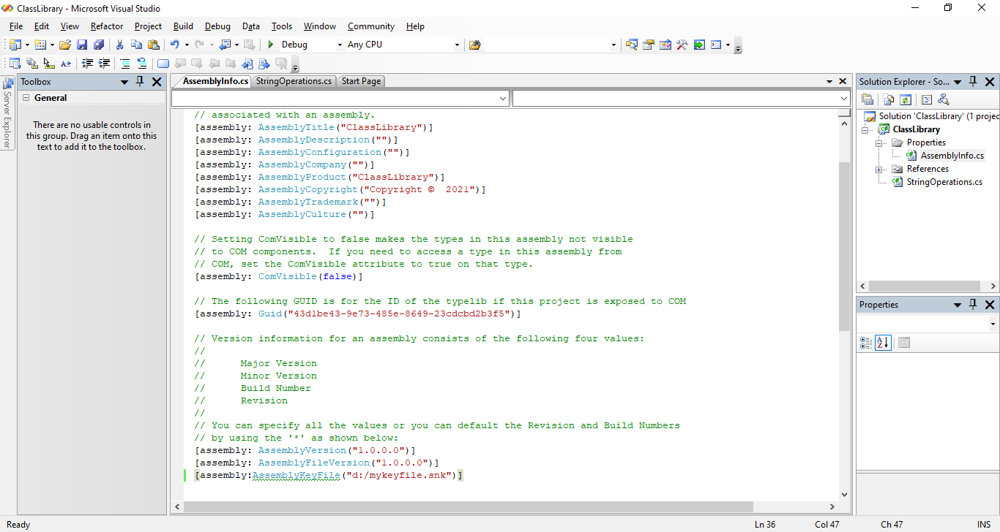 ClassLibrary - Microsoft Visual Studio
File Edit View Refactor Project Build Debug Data Tools Window Community Help
Debug Any CPU
Server Explorer
Toolbox
General
There are no usable controls in
this group. Drag an item onto this
text to add it to the toolbox.
AssemblyInfo.cs StringOperations.cs Start Page
// associated with an assembly.
[assembly: AssemblyTitle("ClassLibrary")]
[assembly: AssemblyDescription("")]
[assembly: AssemblyConfiguration("")]
[assembly: AssemblyCompany("")]
[assembly: AssemblyProduct("ClassLibrary")]
[assembly: AssemblyCopyright("Copyright ©  2021")]
[assembly: AssemblyTrademark("")]
[assembly: AssemblyCulture("")]
// Setting ComVisible to false makes the types in this assembly not visible
// to COM components.  If you need to access a type in this assembly from
// COM, set the ComVisible attribute to true on that type.
[assembly: ComVisible(false)]
// The following GUID is for the ID of the typelib if this project is exposed to COM
[assembly: Guid("43d1be43-9e73-485e-8649-23cdcbd2b3f5")]
// Version information for an assembly consists of the following four values:
//
//      Major Version
//      Minor Version
//      Build Number
//      Revision
//
// You can specify all the values or you can default the Revision and Build Numbers
// by using the '*' as shown below:
[assembly: AssemblyVersion("1.0.0.0")]
[assembly: AssemblyFileVersion("1.0.0.0")]
[assembly:AssemblyKeyFile("d:/mykeyfile.snk")]
Solution Explorer - So...
Solution 'ClassLibrary' (1 projec
ClassLibrary
Properties
AssemblyInfo.cs
References
StringOperations.cs
Properties
Ready Ln 36 Col 47 Ch 47 INS